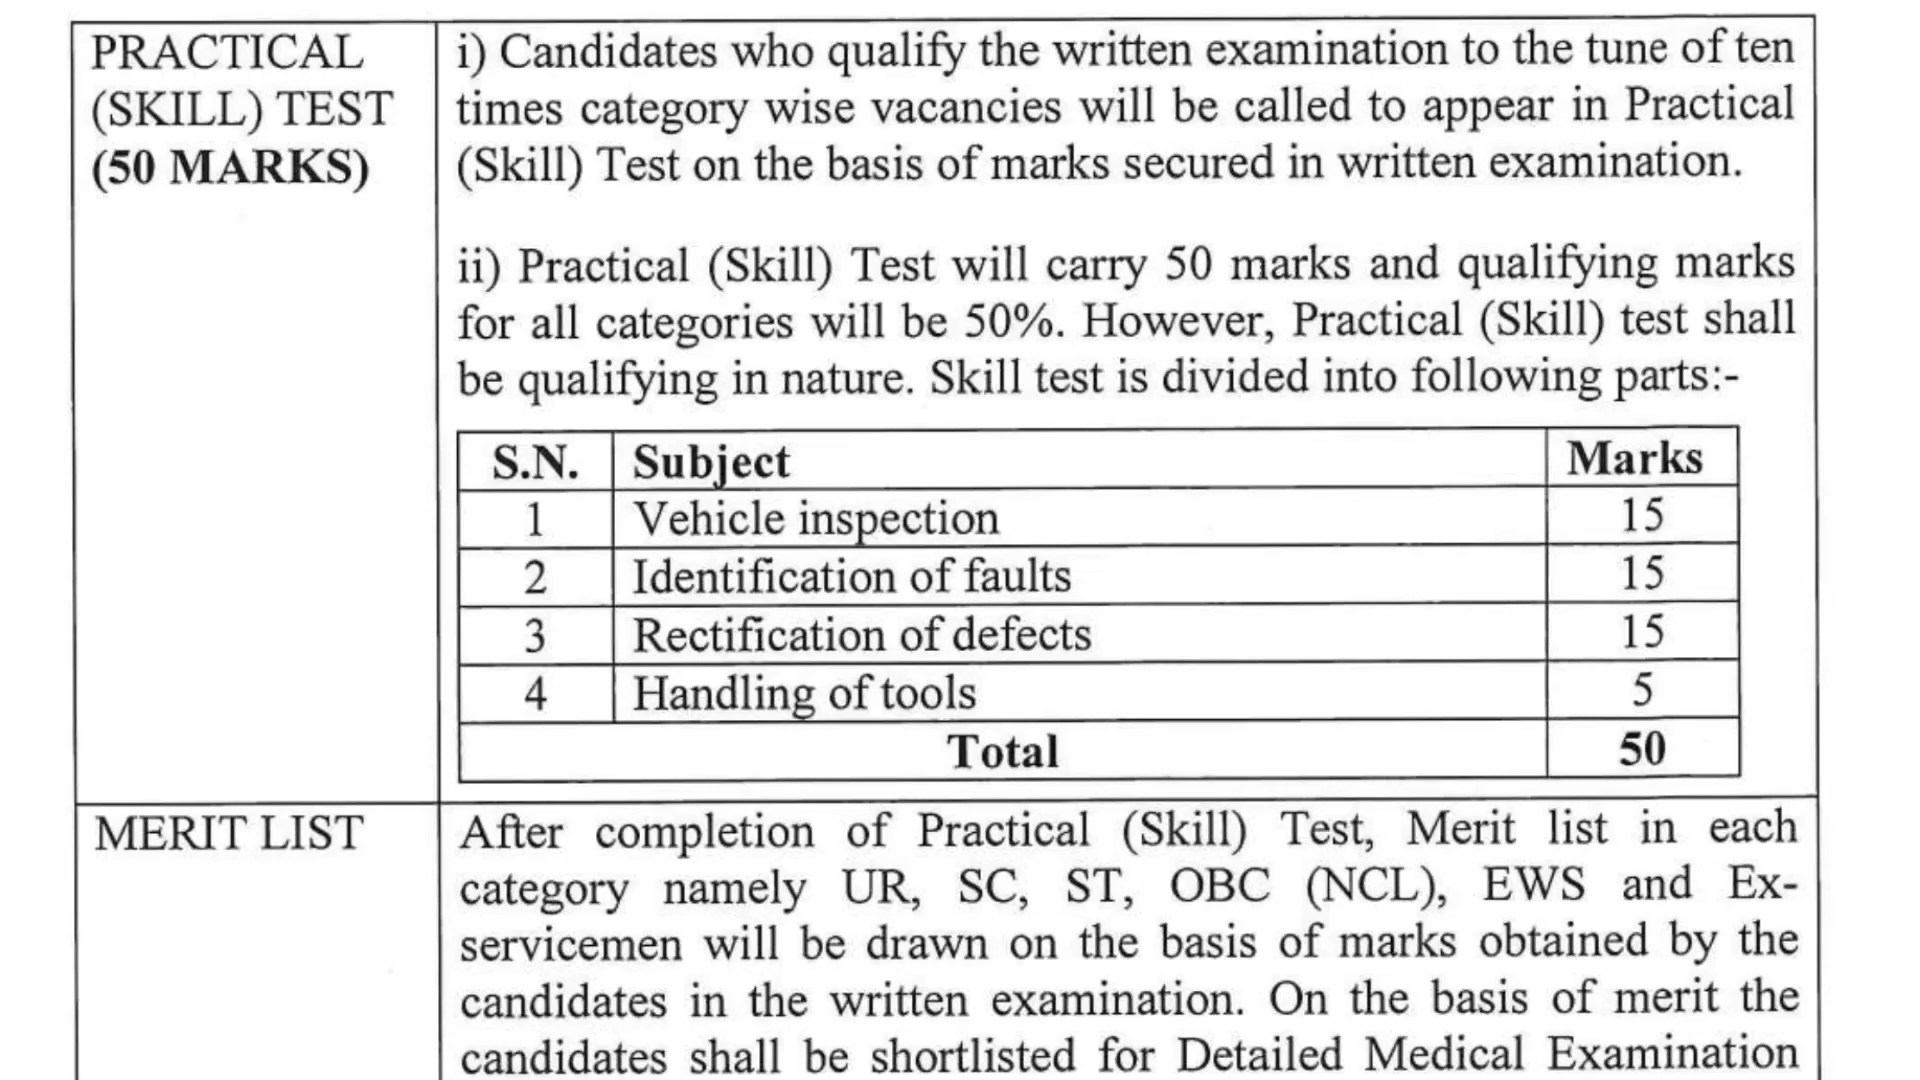 PRACTICAL
(SKILL) TEST
(50 MARKS)
i) Candidates who qualify the written examination to the tune of ten
times category wise vacancies will be called to appear in Practical
(Skill) Test on the basis of marks secured in written examination.
ii) Practical (Skill) Test will carry 50 marks and qualifying marks
for all categories will be 50%. However, Practical (Skill) test shall
be qualifying in nature. Skill test is divided into following parts:-
S.N. Subject Marks
1 Vehicle inspection 15
2 Identification of faults 15
3 Rectification of defects 15
4 Handling of tools 5
Total 50
MERIT LIST
After completion of Practical (Skill) Test, Merit list in each
category namely UR, SC, ST, OBC (NCL), EWS and Ex-
servicemen will be drawn on the basis of marks obtained by the
candidates in the written examination. On the basis of merit the
candidates shall be shortlisted for Detailed Medical Examination